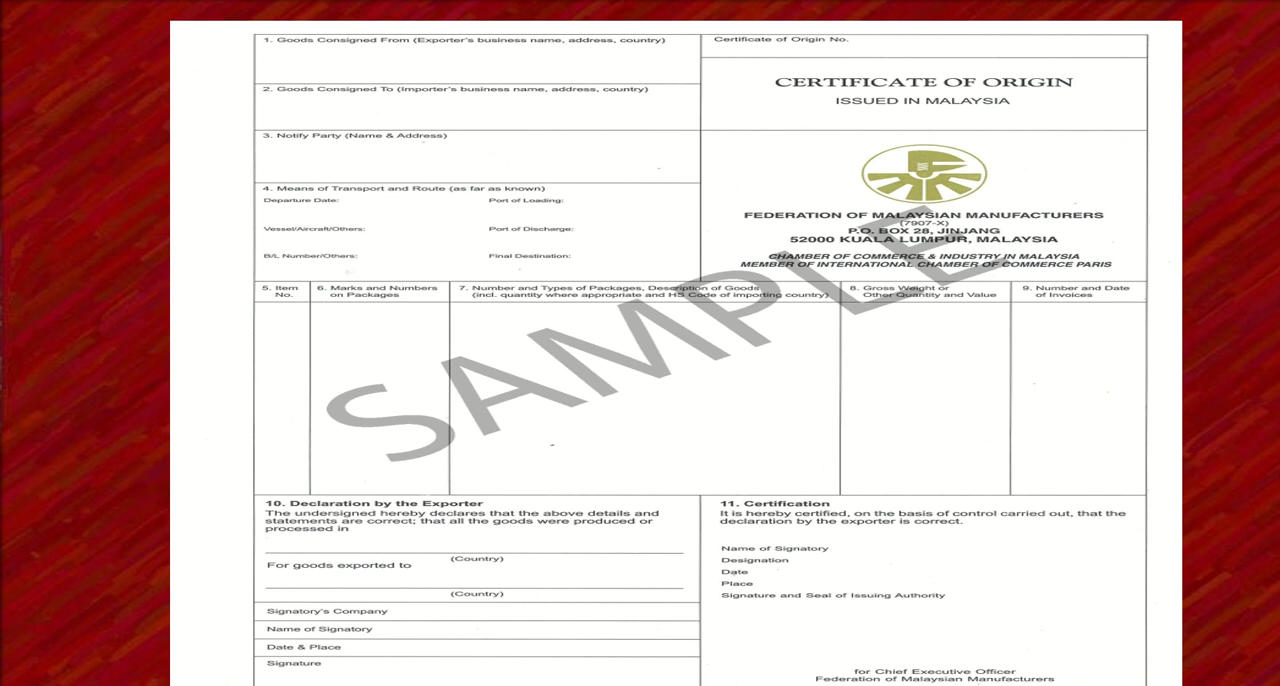 1. Goods Consigned From (Exporter's business name, address, country)
Certificate of Origin No.
CERTIFICATE OF ORIGIN
ISSUED IN MALAYSIA
2. Goods Consigned To (Importer's business name, address, country)
3. Notify Party (Name & Address)
FEDERATION OF MALAYSIAN MANUFACTURERS
(7907-X)
P.O. BOX 28, JINJANG
52000 KUALA LUMPUR, MALAYSIA
CHAMBER OF COMMERCE & INDUSTRY IN MALAYSIA
MEMBER OF INTERNATIONAL CHAMBER OF COMMERCE PARIS
4. Means of Transport and Route (as far as known)
Departure Date:
Port of Loading:
Vessel/Aircraft/Others:
Port of Discharge:
B/L Number/Others:
Final Destination:
5. Item
No.
6. Marks and Numbers
on Packages
7. Number and Types of Packages, Description of Goods
(incl. quantity where appropriate and HS Code of importing country)
8. Gross Weight or
Other Quantity and Value
9. Number and Date
of Invoices
SAMPLE
10. Declaration by the Exporter
The undersigned hereby declares that the above details and
statements are correct; that all the goods were produced or
processed in
(Country)
For goods exported to
(Country)
Signatory's Company
Name of Signatory
Date & Place
Signature
11. Certification
It is hereby certified, on the basis of control carried out, that the
declaration by the exporter is correct.
Name of Signatory
Designation
Date
Place
Signature and Seal of Issuing Authority
for Chief Executive Officer
Federation of Malaysian Manufacturers